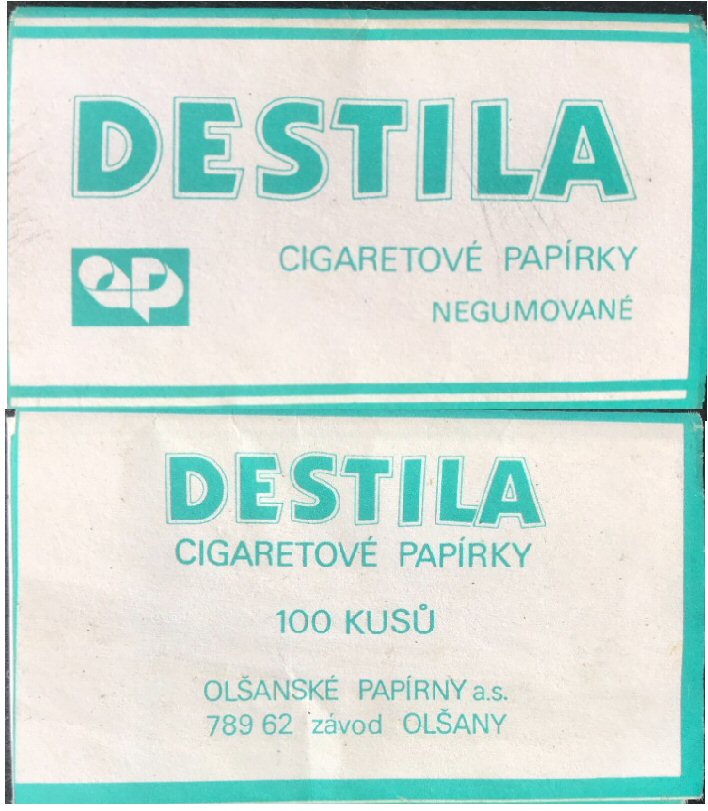 DESTILA
CIGARETOVÉ PAPÍRKY
NEGUMOVANÉ
DESTILA
CIGARETOVÉ PAPÍRKY
100 KUSŮ
OLŠANSKÉ PAPÍRNY a.s.
789 62 závod OLŠANY